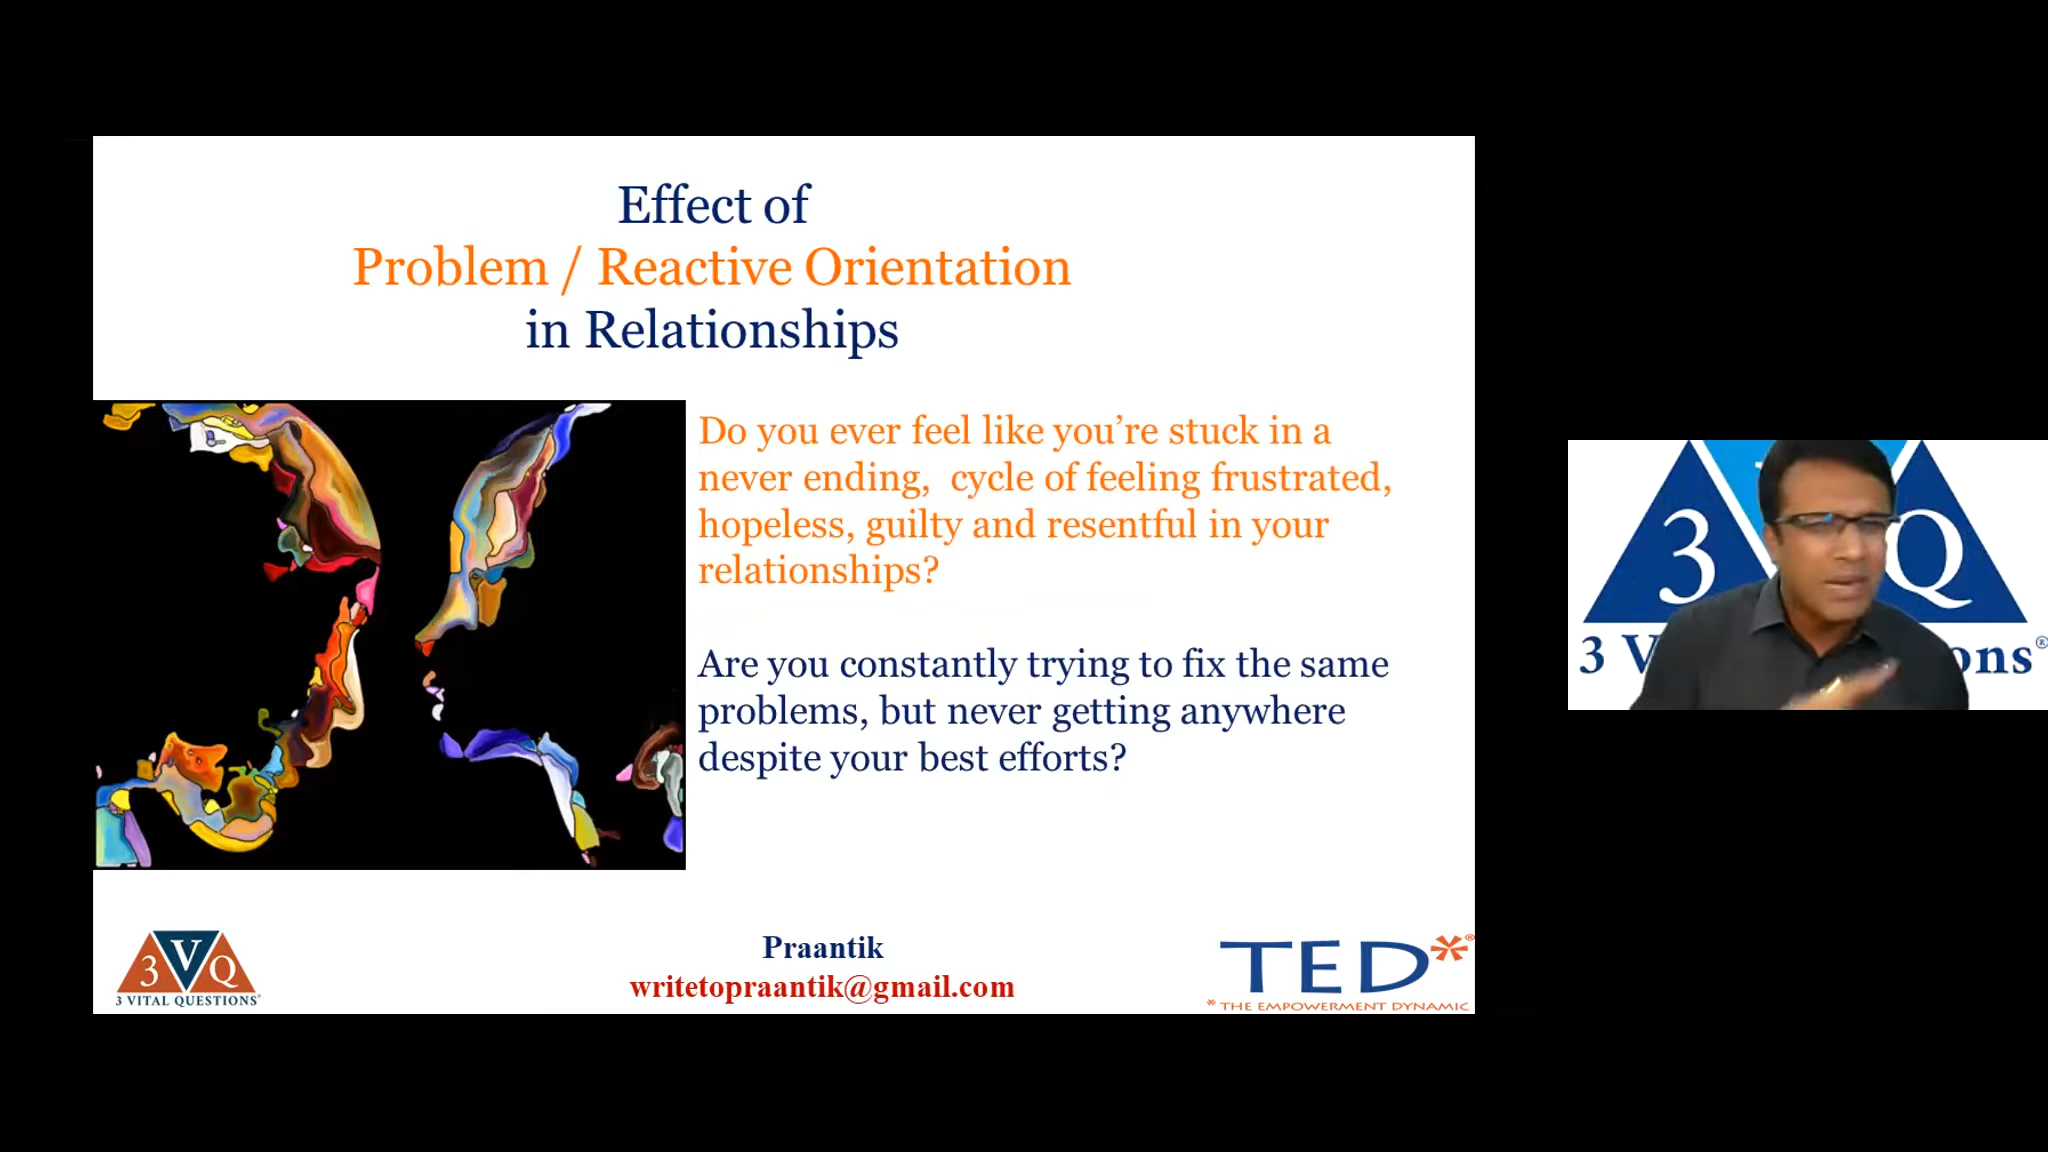 Effect of
Problem / Reactive Orientation
in Relationships
Do you ever feel like you’re stuck in a
never ending,  cycle of feeling frustrated,
hopeless, guilty and resentful in your
relationships?
Are you constantly trying to fix the same
problems, but never getting anywhere
despite your best efforts?
3 V Q
3 VITAL QUESTIONS®
Praantik
writetopraantik@gmail.com
TED*®
* THE EMPOWERMENT DYNAMIC
3 Q
3 V ons®